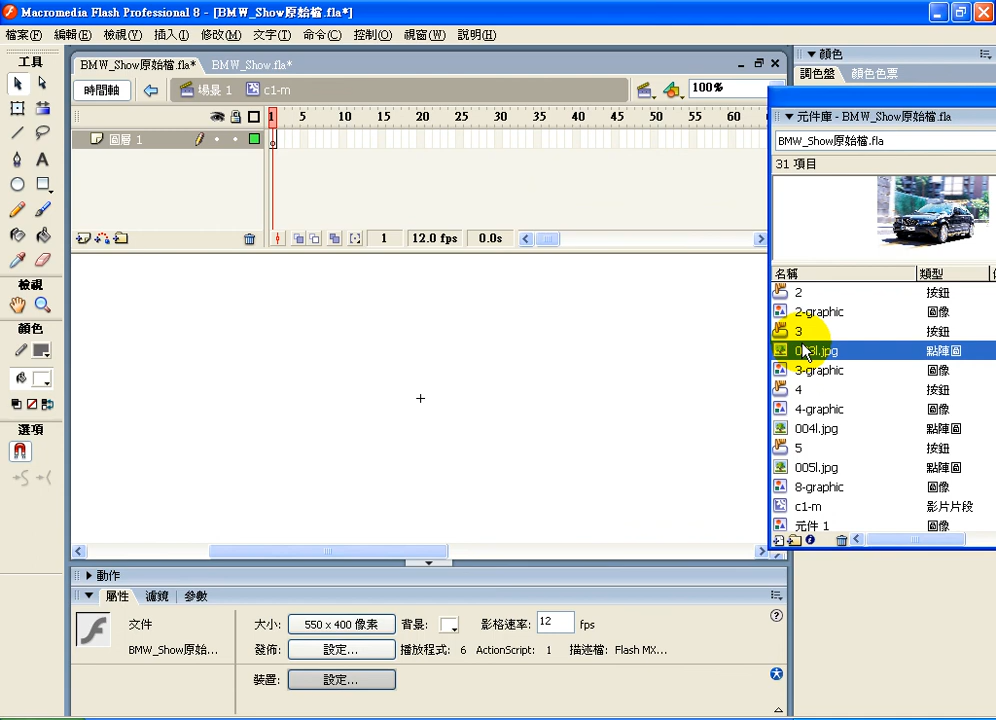 Macromedia Flash Professional 8 - [BMW_Show原始檔.fla*]
檔案(F) 編輯(E) 檢視(V) 插入(I) 修改(M) 文字(T) 命令(C) 控制(O) 視窗(W) 說明(H)
工具
檢視
顏色
選項
BMW_Show原始檔.fla* BMW_Show.fla*
時間軸 場景 1 c1-m 100%
1 5 10 15 20 25 30 35 40 45 50 55 60
圖層 1
1 12.0 fps 0.0s
顏色
調色盤 顏色色票
元件庫 - BMW_Show原始檔.fla
BMW_Show原始檔.fla
31 項目
名稱 類型
2 按鈕
2-graphic 圖像
3 按鈕
003l.jpg 點陣圖
3-graphic 圖像
4 按鈕
4-graphic 圖像
004l.jpg 點陣圖
5 按鈕
005l.jpg 點陣圖
8-graphic 圖像
c1-m 影片片段
元件 1 圖像
動作
屬性 濾鏡 參數
文件
BMW_Show原始...
大小: 550 x 400 像素 背景: 影格速率: 12 fps
發佈: 設定... 播放程式: 6 ActionScript: 1 描述檔: Flash MX...
裝置: 設定...